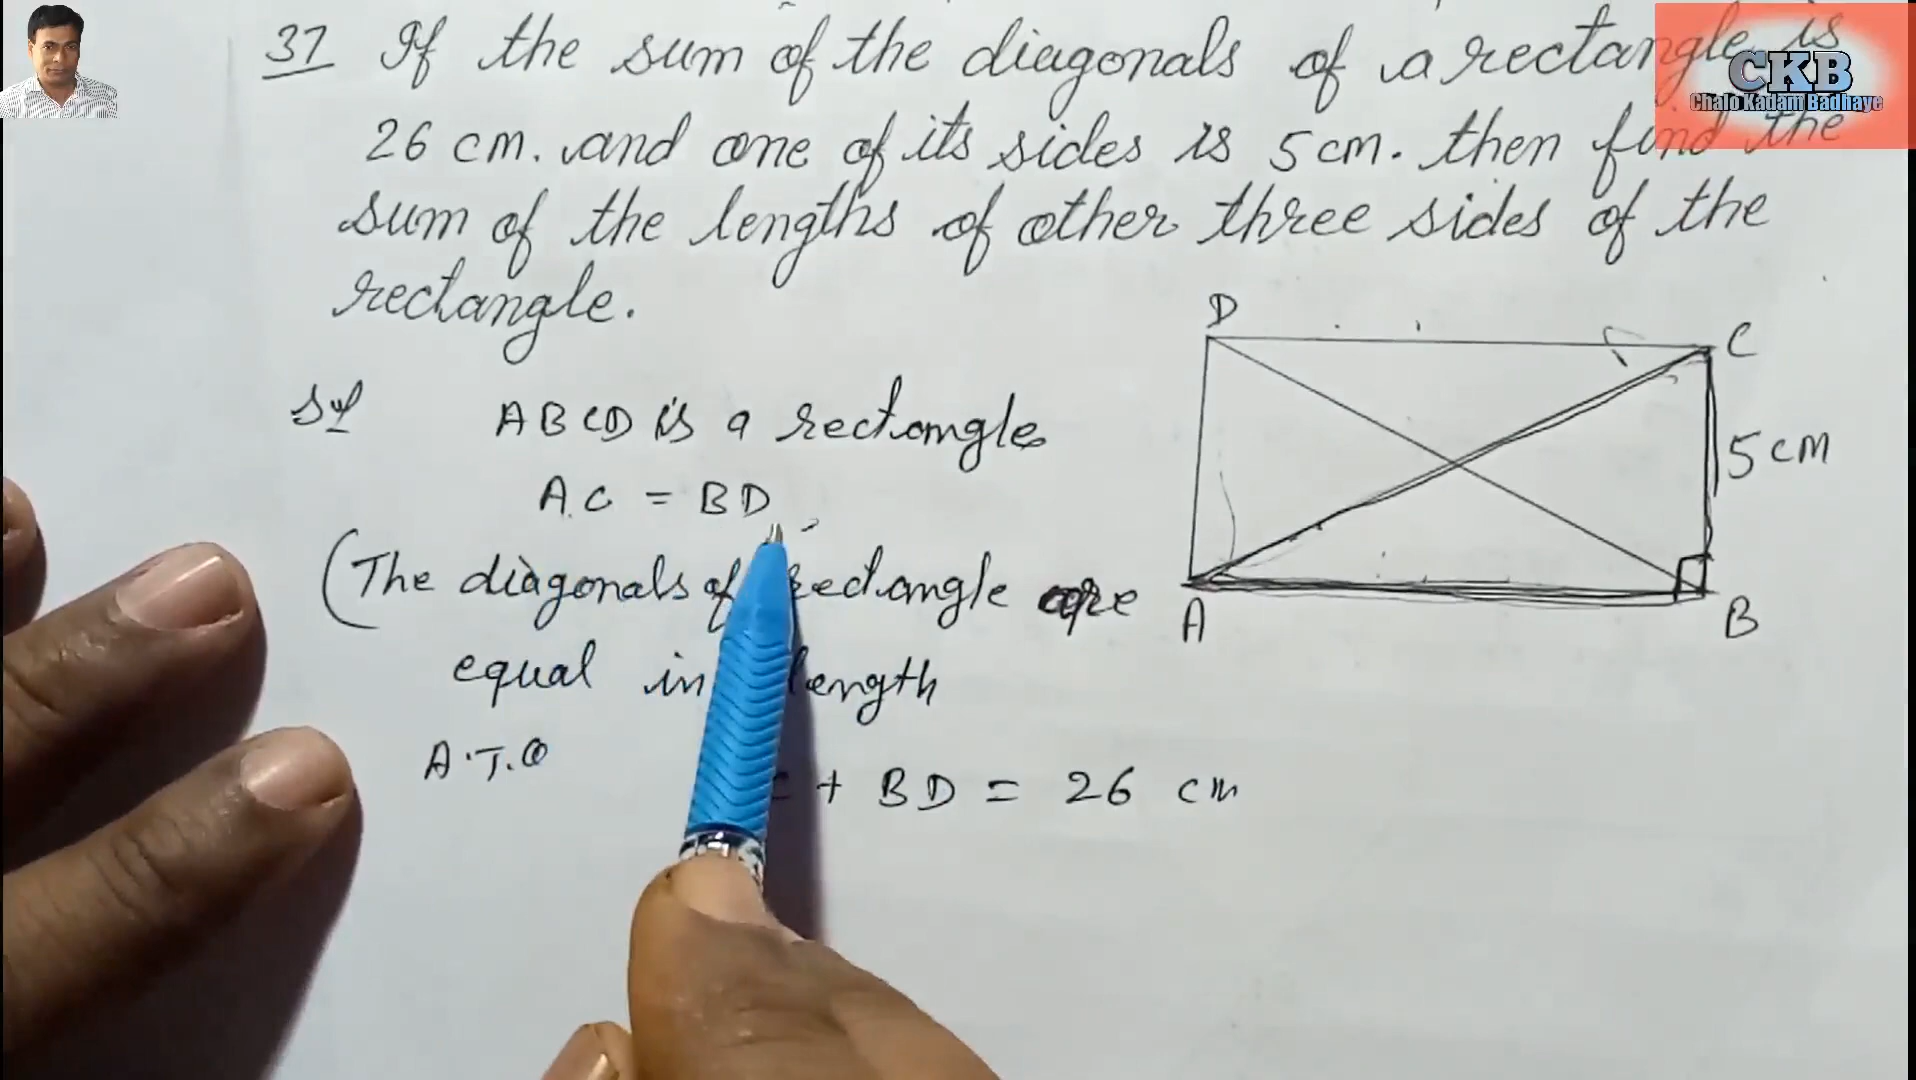 37 If the sum of the diagonals of a rectangle is
26 cm. and one of its sides is 5 cm. then find the
sum of the lengths of other three sides of the
rectangle.
CKB
Chalo Kadam Badhaye
D
C
Sol ABCD is a rectangle
5 cm
AC = BD
(The diagonals of rectangle are
A
B
equal in length
A.T.Q
+ BD = 26 cm